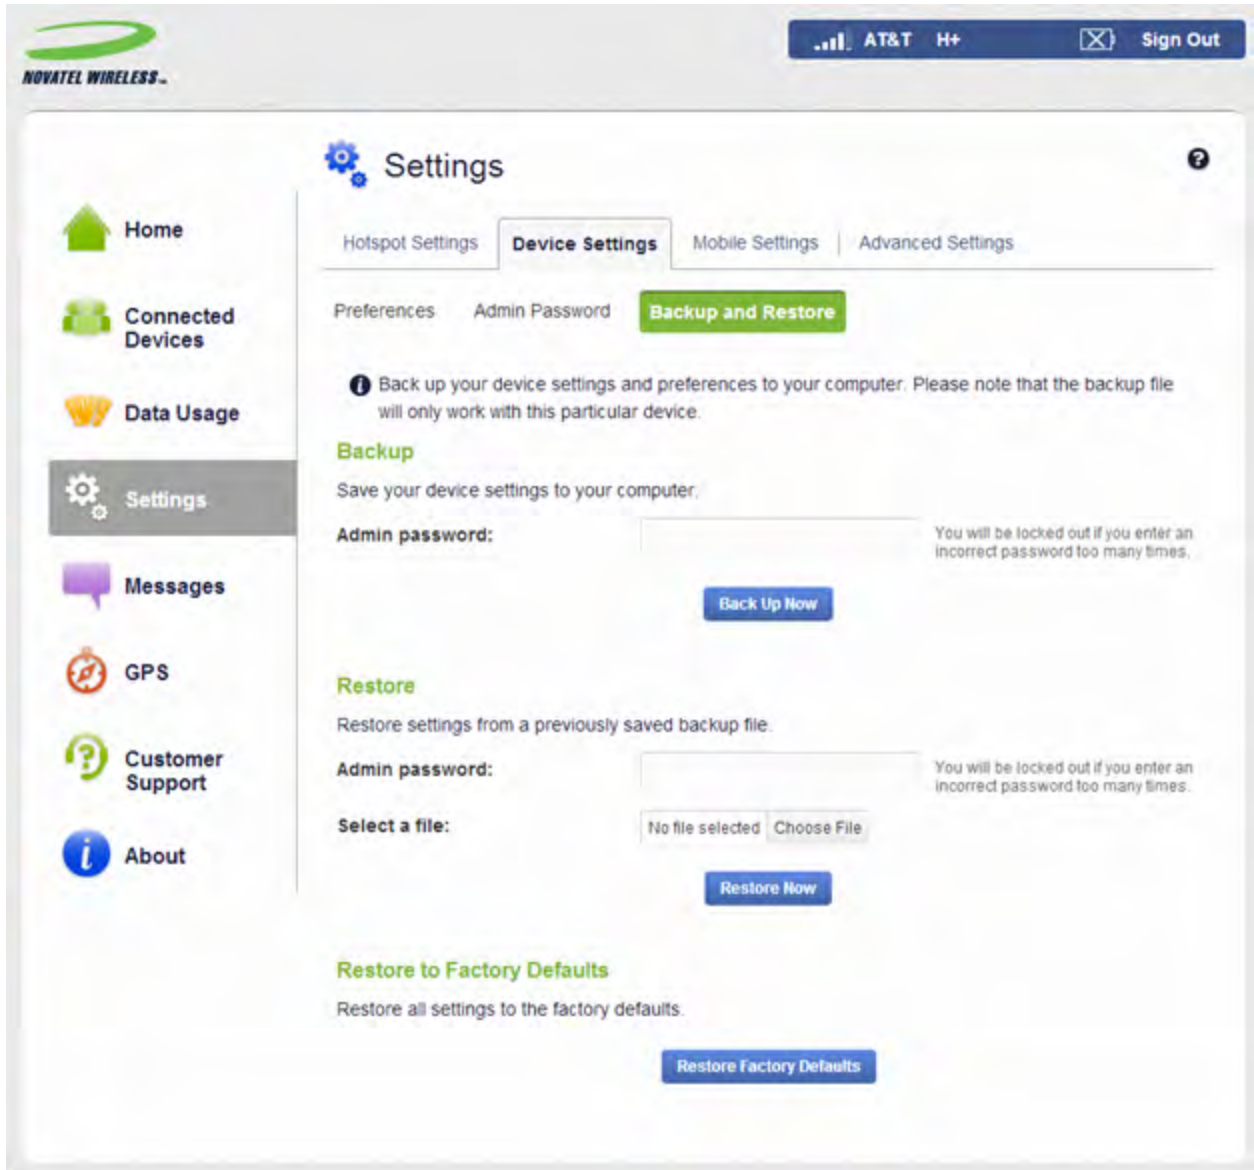 NOVATEL WIRELESS
AT&T H+ Sign Out
Settings
Home
Connected
Devices
Data Usage
Settings
Messages
GPS
Customer
Support
About
Hotspot Settings Device Settings Mobile Settings | Advanced Settings
Preferences Admin Password Backup and Restore
Back up your device settings and preferences to your computer. Please note that the backup file
will only work with this particular device.
Backup
Save your device settings to your computer.
Admin password:
You will be locked out if you enter an
incorrect password too many times.
Back Up Now
Restore
Restore settings from a previously saved backup file.
Admin password:
You will be locked out if you enter an
incorrect password too many times.
Select a file: No file selected Choose File
Restore Now
Restore to Factory Defaults
Restore all settings to the factory defaults.
Restore Factory Defaults